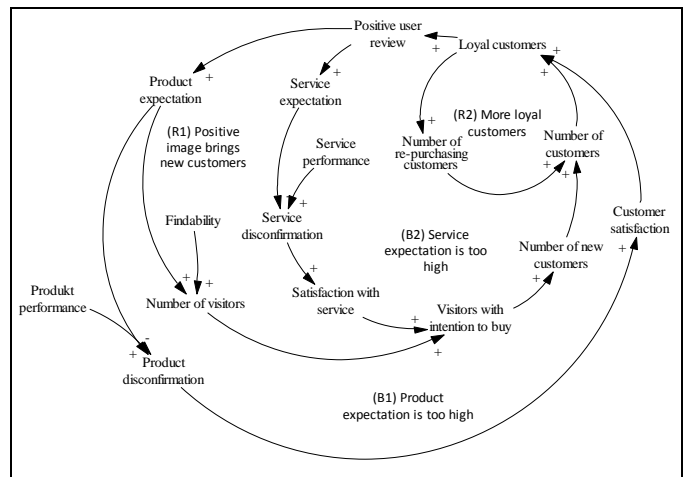 Positive user
review
Loyal customers
Product
expectation
Service
expectation
(R1) Positive
image brings
new customers
(R2) More loyal
customers
Service
performance
Number of
re-purchasing
customers
Number of
customers
Findability
Service
disconfirmation
Customer
satisfaction
(B2) Service
expectation is too
high
Number of new
customers
Produkt
performance
Number of visitors
Satisfaction with
service
Visitors with
intention to buy
Product
disconfirmation
(B1) Product
expectation is too high